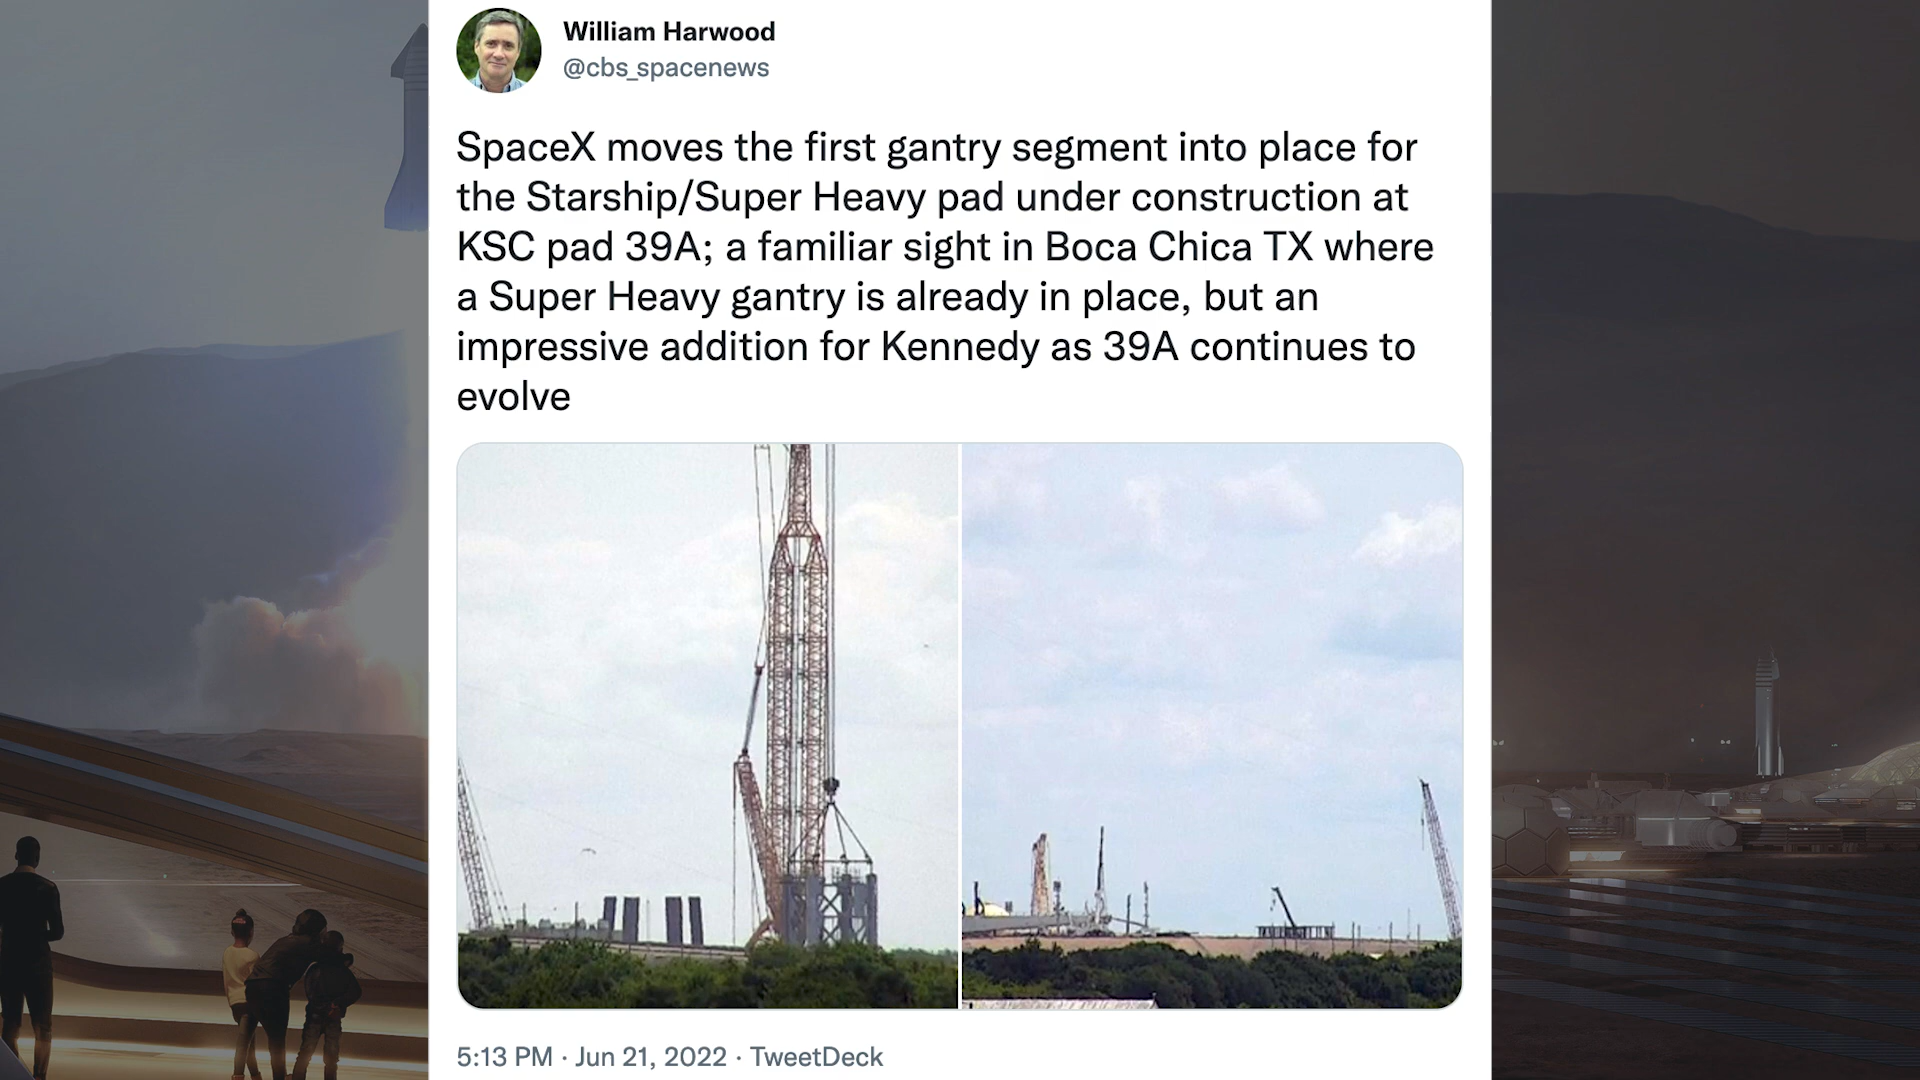 William Harwood
@cbs_spacenews
SpaceX moves the first gantry segment into place for
the Starship/Super Heavy pad under construction at
KSC pad 39A; a familiar sight in Boca Chica TX where
a Super Heavy gantry is already in place, but an
impressive addition for Kennedy as 39A continues to
evolve
5:13 PM · Jun 21, 2022 · TweetDeck